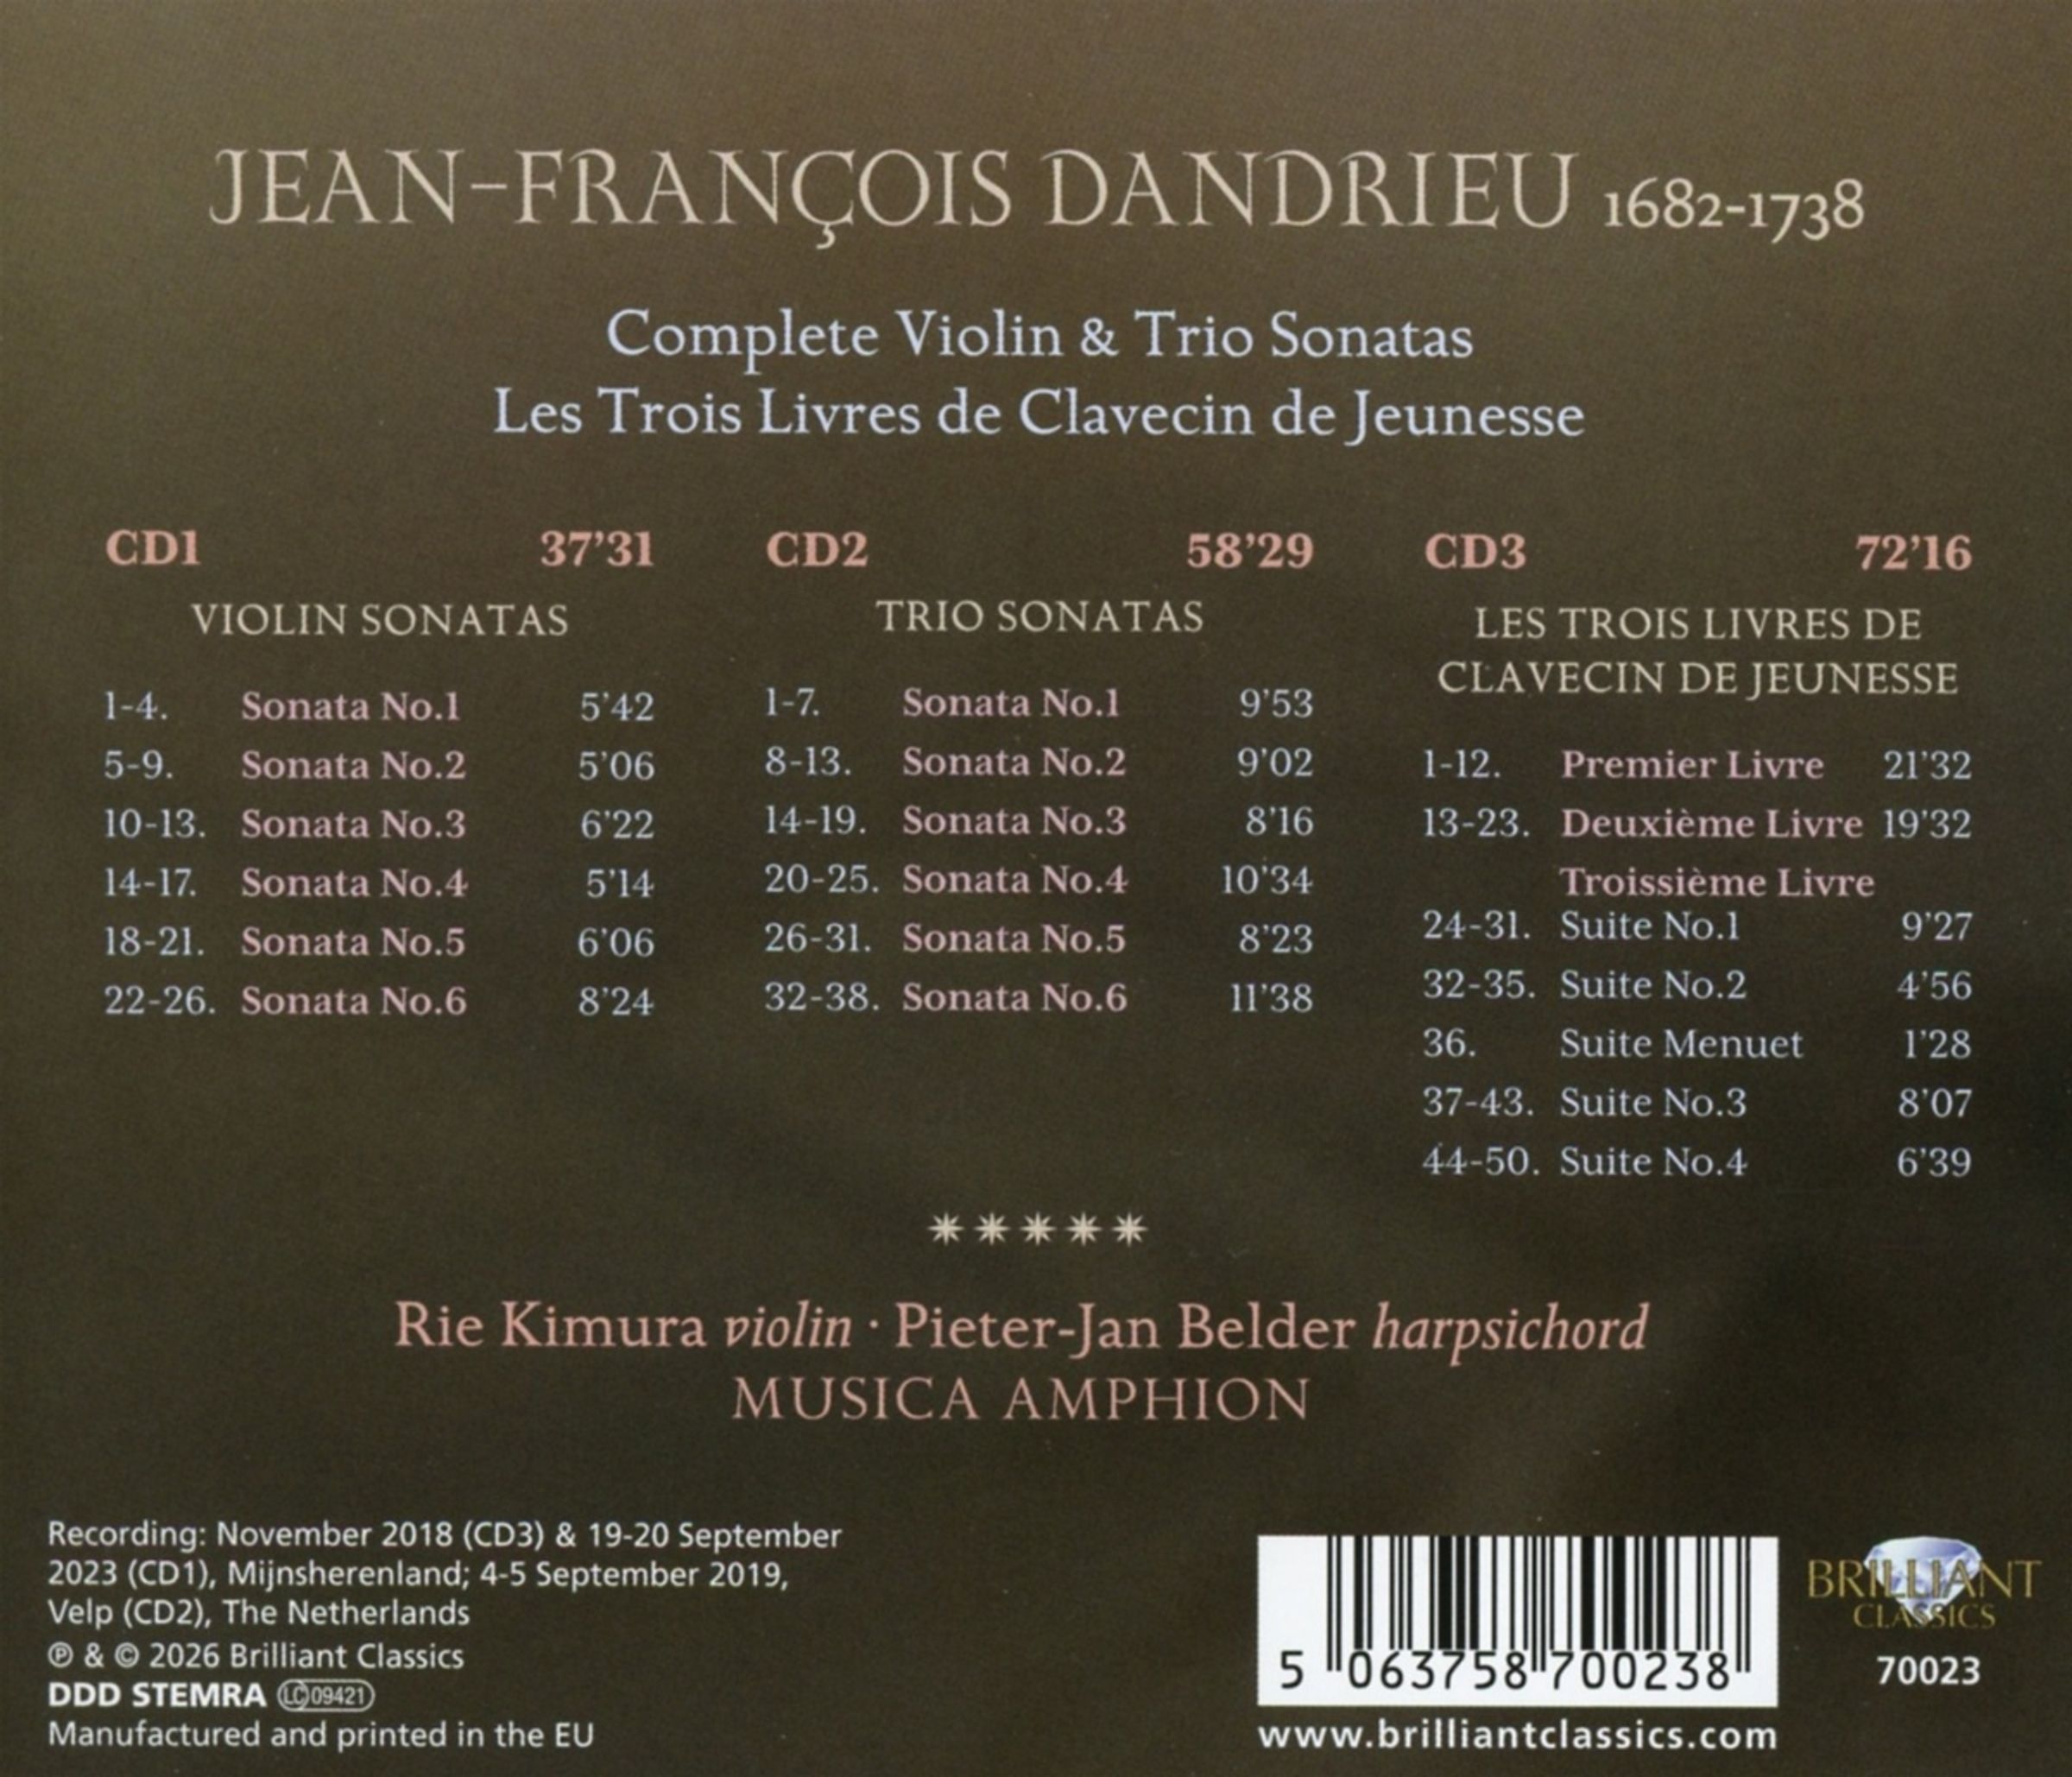 JEAN-FRANÇOIS DANDRIEU 1682-1738
Complete Violin & Trio Sonatas
Les Trois Livres de Clavecin de Jeunesse
CD1 37’31
VIOLIN SONATAS
1-4. Sonata No.1 5’42
5-9. Sonata No.2 5’06
10-13. Sonata No.3 6’22
14-17. Sonata No.4 5’14
18-21. Sonata No.5 6’06
22-26. Sonata No.6 8’24
CD2 58’29
TRIO SONATAS
1-7. Sonata No.1 9’53
8-13. Sonata No.2 9’02
14-19. Sonata No.3 8’16
20-25. Sonata No.4 10’34
26-31. Sonata No.5 8’23
32-38. Sonata No.6 11’38
CD3 72’16
LES TROIS LIVRES DE
CLAVECIN DE JEUNESSE
1-12. Premier Livre 21’32
13-23. Deuxième Livre 19’32
Troissième Livre
24-31. Suite No.1 9’27
32-35. Suite No.2 4’56
36. Suite Menuet 1’28
37-43. Suite No.3 8’07
44-50. Suite No.4 6’39
Rie Kimura violin · Pieter-Jan Belder harpsichord
MUSICA AMPHION
Recording: November 2018 (CD3) & 19-20 September
2023 (CD1), Mijnsherenland; 4-5 September 2019,
Velp (CD2), The Netherlands
℗ & © 2026 Brilliant Classics
DDD STEMRA LC 09421
Manufactured and printed in the EU
5 063758 700238
www.brilliantclassics.com
BRILLIANT
CLASSICS
70023